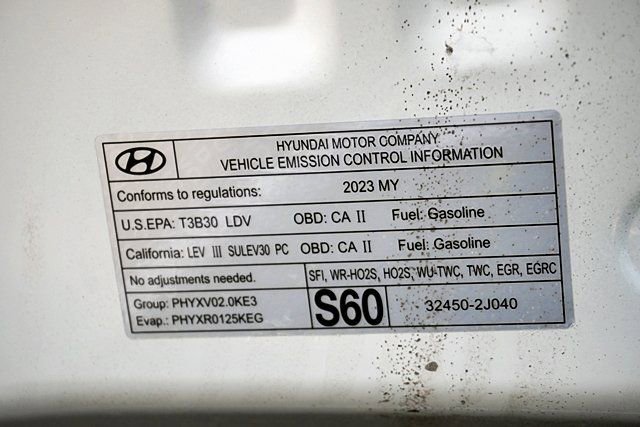 HYUNDAI MOTOR COMPANY
VEHICLE EMISSION CONTROL INFORMATION
Conforms to regulations: 2023 MY
U.S.EPA: T3B30 LDV OBD: CA II Fuel: Gasoline
California: LEV III SULEV30 PC OBD: CA II Fuel: Gasoline
No adjustments needed. SFI, WR-HO2S, HO2S, WU-TWC, TWC, EGR, EGRC
Group: PHYXV02.0KE3
Evap.: PHYXR0125KEG
S60
32450-2J040